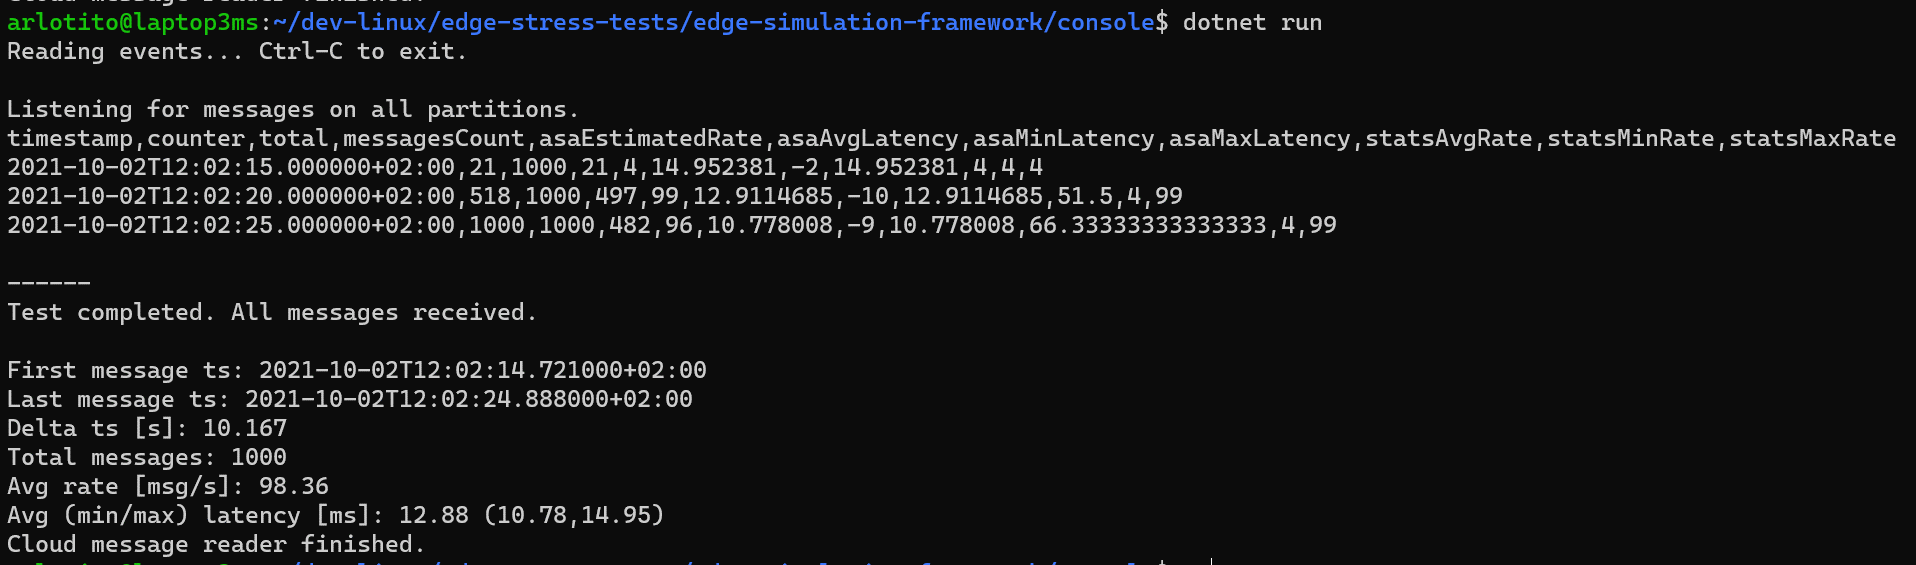 arlotito@laptop3ms:~/dev-linux/edge-stress-tests/edge-simulation-framework/console$ dotnet run
Reading events... Ctrl-C to exit.
Listening for messages on all partitions.
timestamp,counter,total,messagesCount,asaEstimatedRate,asaAvgLatency,asaMinLatency,asaMaxLatency,statsAvgRate,statsMinRate,statsMaxRate
2021-10-02T12:02:15.000000+02:00,21,1000,21,4,14.952381,-2,14.952381,4,4,4
2021-10-02T12:02:20.000000+02:00,518,1000,497,99,12.9114685,-10,12.9114685,51.5,4,99
2021-10-02T12:02:25.000000+02:00,1000,1000,482,96,10.778008,-9,10.778008,66.33333333333333,4,99
------
Test completed. All messages received.
First message ts: 2021-10-02T12:02:14.721000+02:00
Last message ts: 2021-10-02T12:02:24.888000+02:00
Delta ts [s]: 10.167
Total messages: 1000
Avg rate [msg/s]: 98.36
Avg (min/max) latency [ms]: 12.88 (10.78,14.95)
Cloud message reader finished.